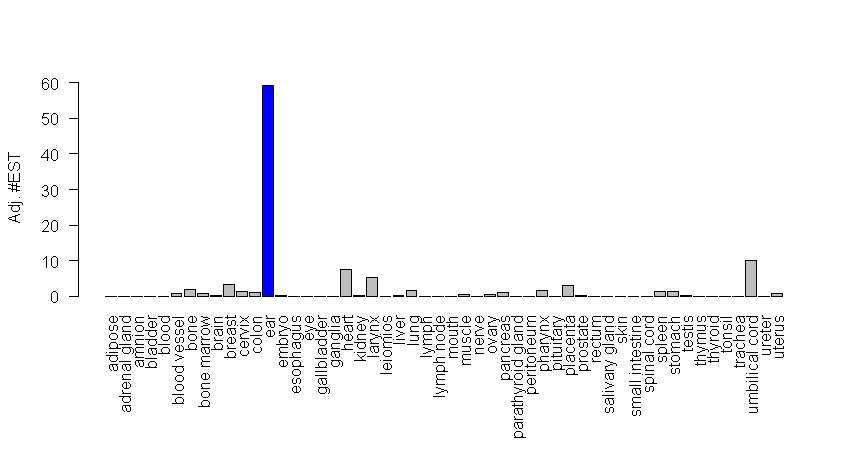 Adj. #EST
60
50
40
30
20
10
0
adipose
adrenal gland
amnion
bladder
blood
blood vessel
bone
bone marrow
brain
breast
cervix
colon
ear
embryo
esophagus
eye
gallbladder
ganglia
heart
kidney
larynx
leiomios
liver
lung
lymph
lymph node
mouth
muscle
nerve
ovary
pancreas
parathyroid gland
peritoneum
pharynx
pituitary
placenta
prostate
rectum
salivary gland
skin
small intestine
spinal cord
spleen
stomach
testis
thymus
thyroid
tonsil
trachea
umbilical cord
ureter
uterus